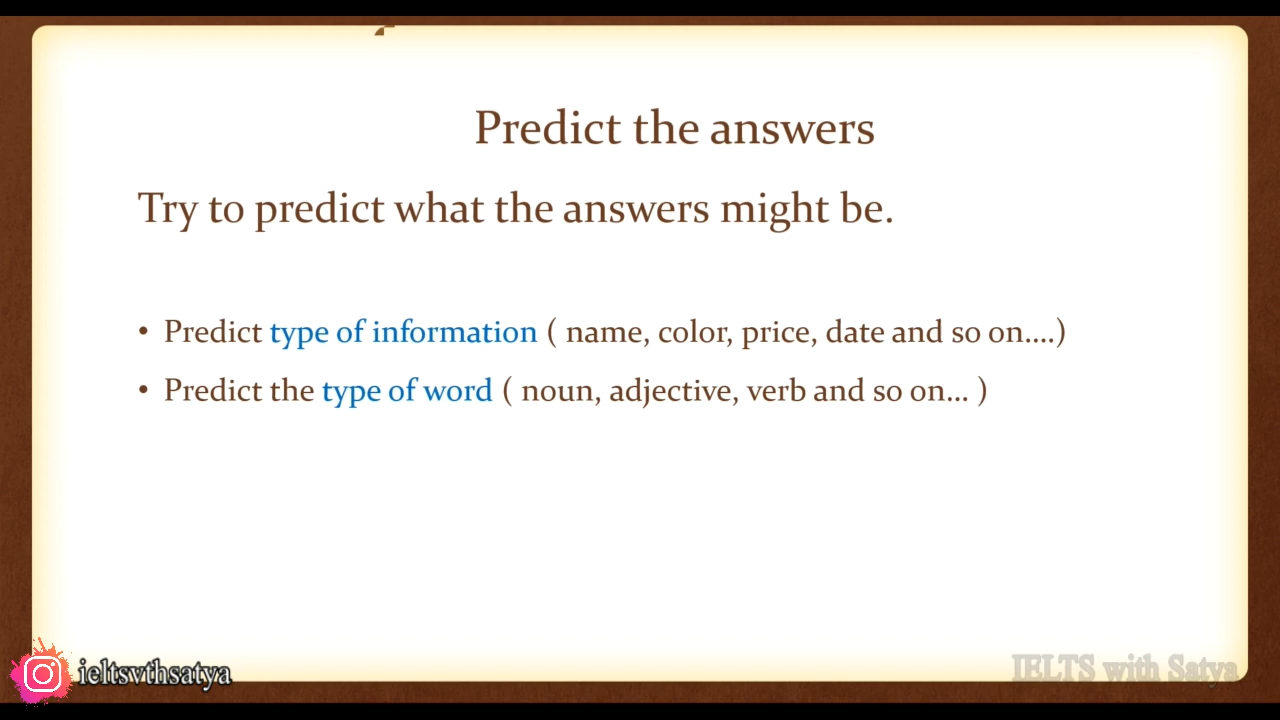 Predict the answers
Try to predict what the answers might be.
• Predict type of information ( name, color, price, date and so on....)
• Predict the type of word ( noun, adjective, verb and so on... )
ieltsvthsatya
IELTS with Satya